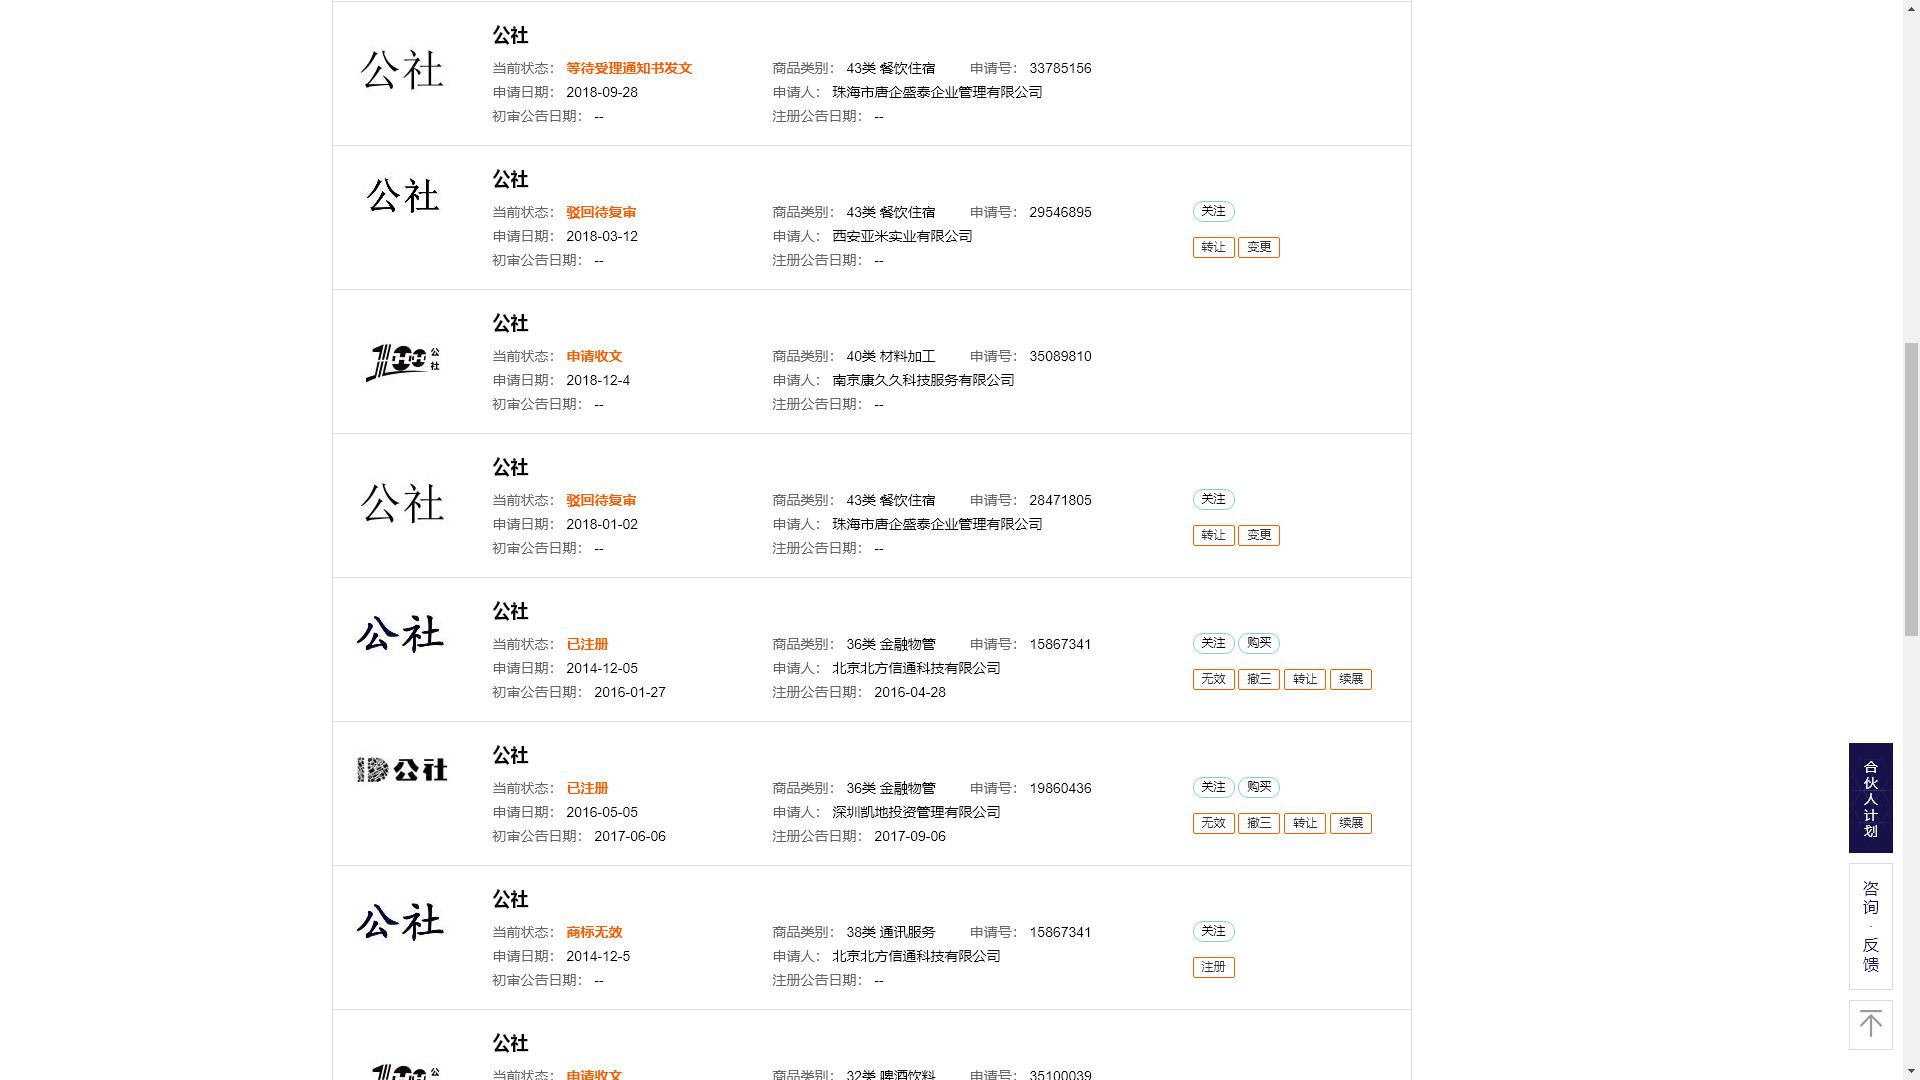 公社
公社
当前状态： 等待受理通知书发文 商品类别： 43类 餐饮住宿 申请号： 33785156
申请日期： 2018-09-28 申请人： 珠海市唐企盛泰企业管理有限公司
初审公告日期： -- 注册公告日期： --
公社
公社
当前状态： 驳回待复审 商品类别： 43类 餐饮住宿 申请号： 29546895 关注
申请日期： 2018-03-12 申请人： 西安亚米实业有限公司 转让 变更
初审公告日期： -- 注册公告日期： --
公社
公社
当前状态： 申请收文 商品类别： 40类 材料加工 申请号： 35089810
申请日期： 2018-12-4 申请人： 南京康久久科技服务有限公司
初审公告日期： -- 注册公告日期： --
公社
公社
当前状态： 驳回待复审 商品类别： 43类 餐饮住宿 申请号： 28471805 关注
申请日期： 2018-01-02 申请人： 珠海市唐企盛泰企业管理有限公司 转让 变更
初审公告日期： -- 注册公告日期： --
公社
公社
当前状态： 已注册 商品类别： 36类 金融物管 申请号： 15867341 关注 购买
申请日期： 2014-12-05 申请人： 北京北方信通科技有限公司 无效 撤三 转让 续展
初审公告日期： 2016-01-27 注册公告日期： 2016-04-28
公社
ID公社
当前状态： 已注册 商品类别： 36类 金融物管 申请号： 19860436 关注 购买
申请日期： 2016-05-05 申请人： 深圳凯地投资管理有限公司 无效 撤三 转让 续展
初审公告日期： 2017-06-06 注册公告日期： 2017-09-06
公社
公社
当前状态： 商标无效 商品类别： 38类 通讯服务 申请号： 15867341 关注
申请日期： 2014-12-5 申请人： 北京北方信通科技有限公司 注册
初审公告日期： -- 注册公告日期： --
公社
公
当前状态： 申请收文 商品类别： 32类 啤酒饮料 申请号： 35100039
合伙人计划
咨询·反馈